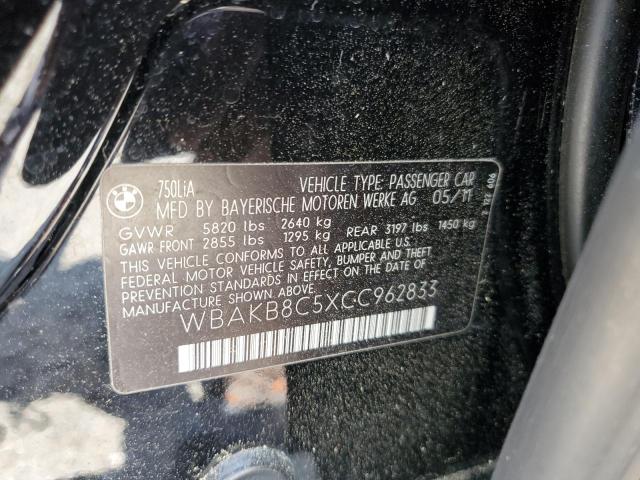 BMW
750LiA VEHICLE TYPE: PASSENGER CAR
MFD BY BAYERISCHE MOTOREN WERKE AG 05/11
GVWR 5820 lbs 2640 kg
GAWR FRONT 2855 lbs 1295 kg REAR 3197 lbs 1450 kg
THIS VEHICLE CONFORMS TO ALL APPLICABLE U.S.
FEDERAL MOTOR VEHICLE SAFETY, BUMPER AND THEFT
PREVENTION STANDARDS IN EFFECT ON THE DATE OF
MANUFACTURE SHOWN ABOVE.
WBAKB8C5XCC962833